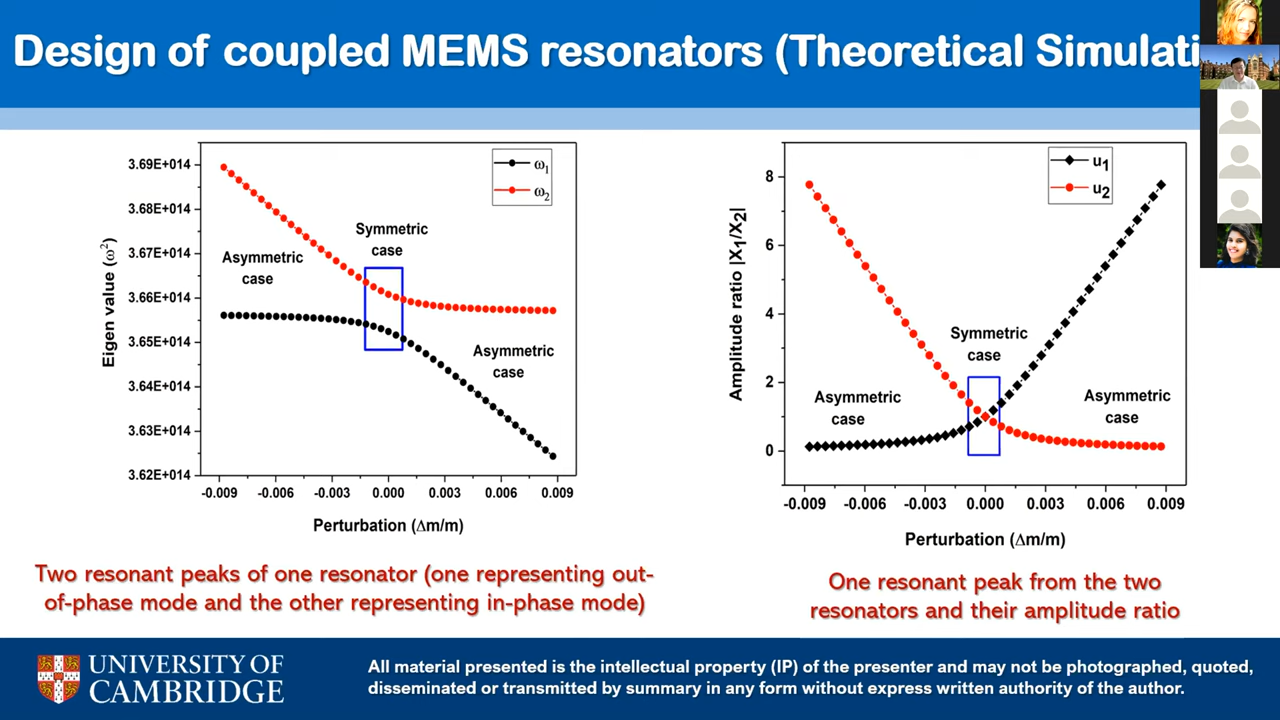 Design of coupled MEMS resonators (Theoretical Simulati
3.69E+014
3.68E+014
3.67E+014
3.66E+014
3.65E+014
3.64E+014
3.63E+014
3.62E+014
Eigen value (ω²)
ω₁
ω₂
Symmetric
case
Asymmetric
case
Asymmetric
case
-0.009 -0.006 -0.003 0.000 0.003 0.006 0.009
Perturbation (Δm/m)
Two resonant peaks of one resonator (one representing out-
of-phase mode and the other representing in-phase mode)
8
6
4
2
0
Amplitude ratio |X₁/X₂|
u₁
u₂
Symmetric
case
Asymmetric
case
Asymmetric
case
-0.009 -0.006 -0.003 0.000 0.003 0.006 0.009
Perturbation (Δm/m)
One resonant peak from the two
resonators and their amplitude ratio
UNIVERSITY OF
CAMBRIDGE
All material presented is the intellectual property (IP) of the presenter and may not be photographed, quoted,
disseminated or transmitted by summary in any form without express written authority of the author.